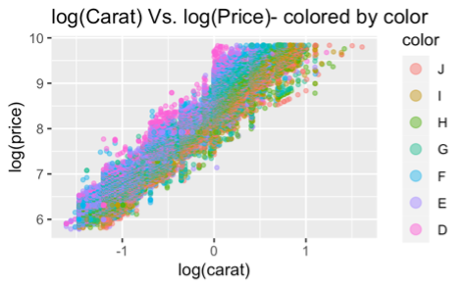 log(Carat) Vs. log(Price)- colored by color
color
J
I
H
G
F
E
D
10
9
8
7
6
log(price)
-1
0
1
log(carat)